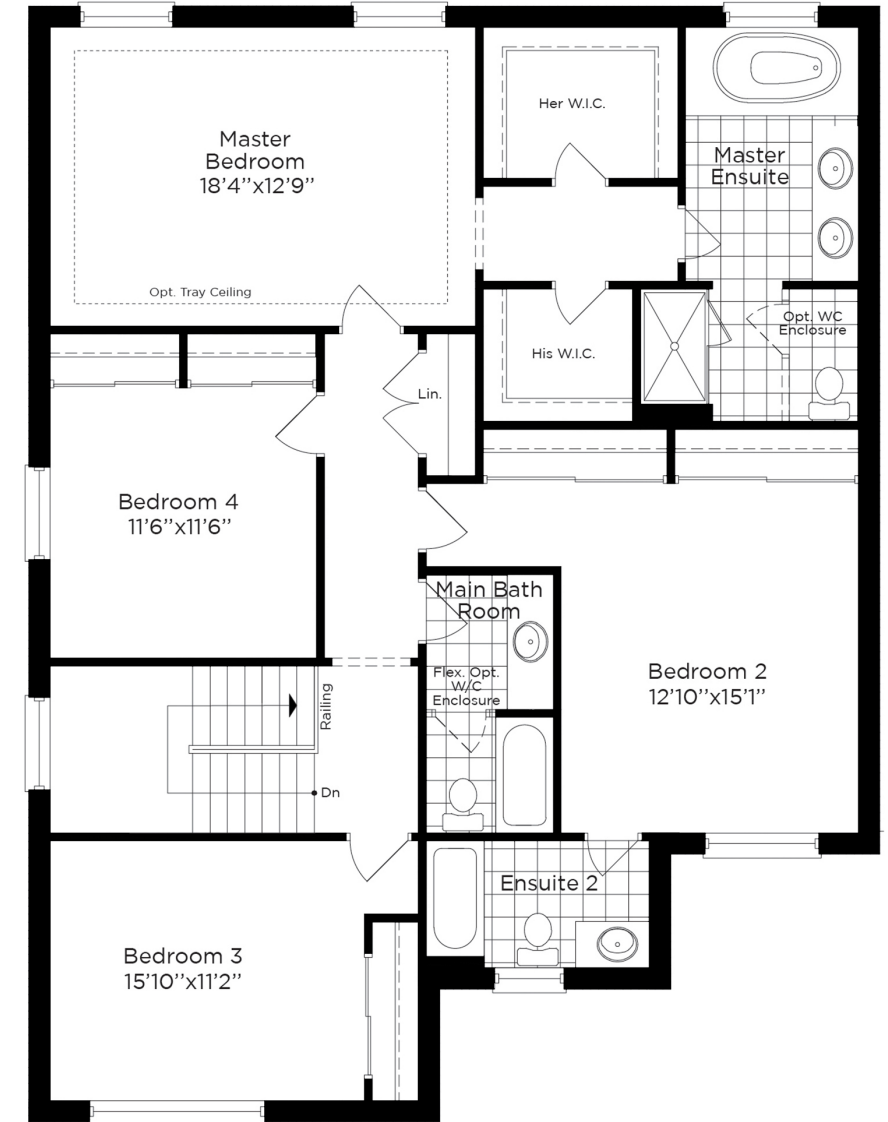 Master
Bedroom
18'4''x12'9''
Opt. Tray Ceiling
Her W.I.C.
Master
Ensuite
His W.I.C.
Opt. WC
Enclosure
Lin.
Bedroom 4
11'6''x11'6''
Main Bath
Room
Flex. Opt.
W/C
Enclosure
Bedroom 2
12'10''x15'1''
Railing
Dn
Ensuite 2
Bedroom 3
15'10''x11'2''